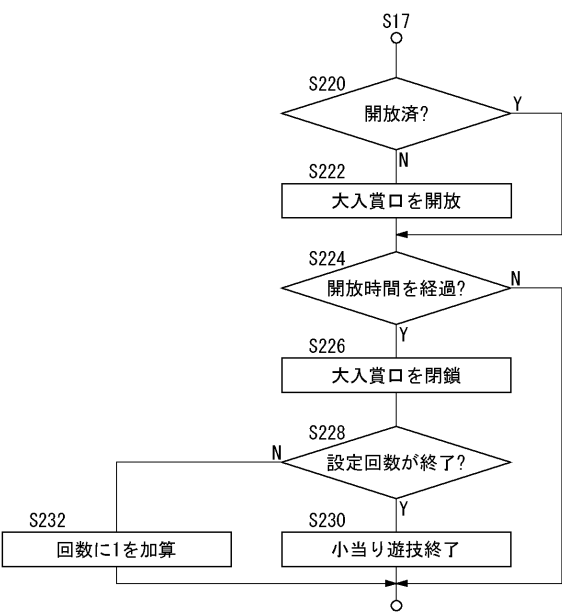 S17
S220
開放済?
Y
N
S222
大入賞口を開放
S224
開放時間を経過?
N
Y
S226
大入賞口を閉鎖
S228
設定回数が終了?
N
Y
S232
回数に1を加算
S230
小当り遊技終了